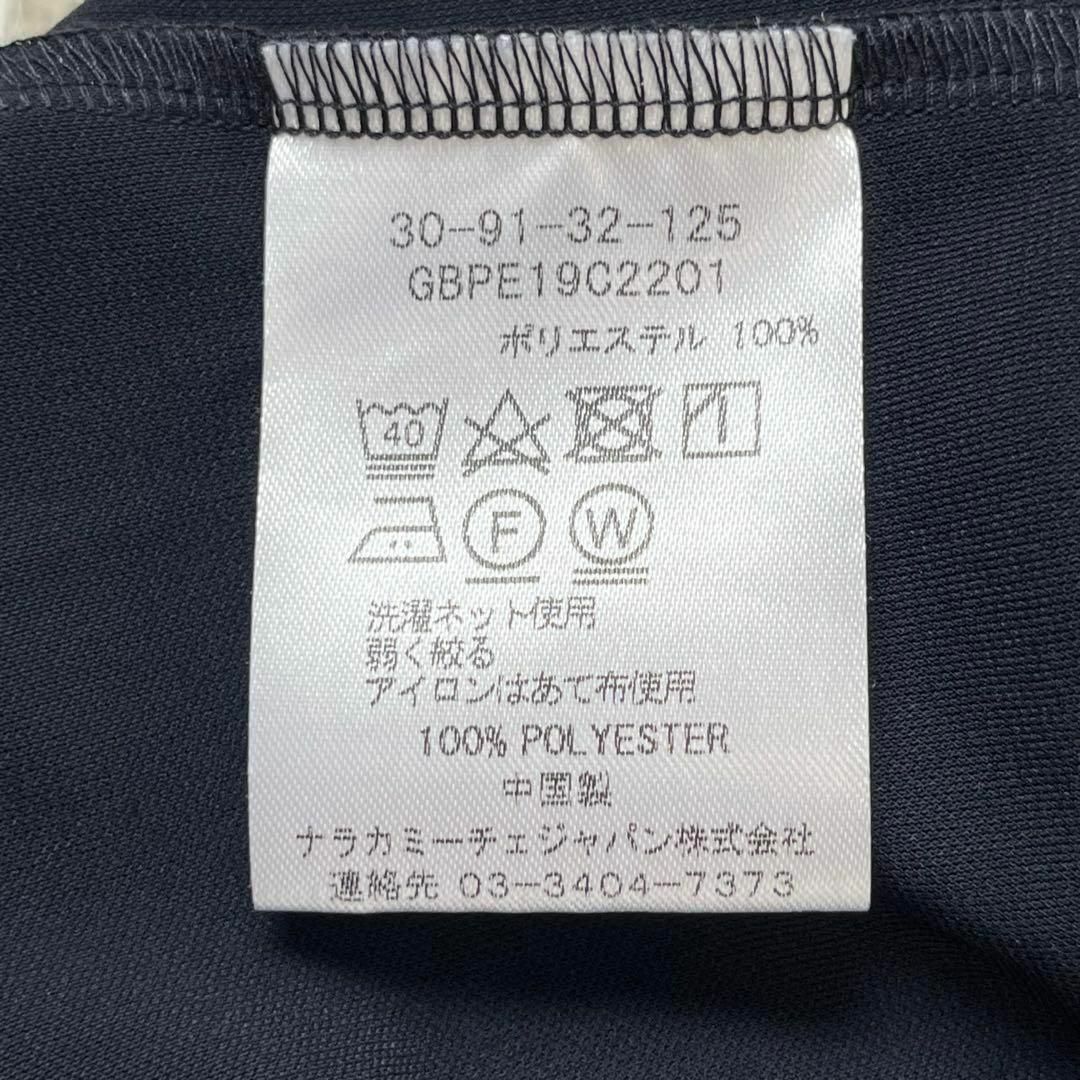 30-91-32-125
GBPE19C2201
ポリエステル 100%
40
F W
洗濯ネット使用
弱く絞る
アイロンはあて布使用
100% POLYESTER
中国製
ナラカミーチェジャパン株式会社
連絡先 03-3404-7373